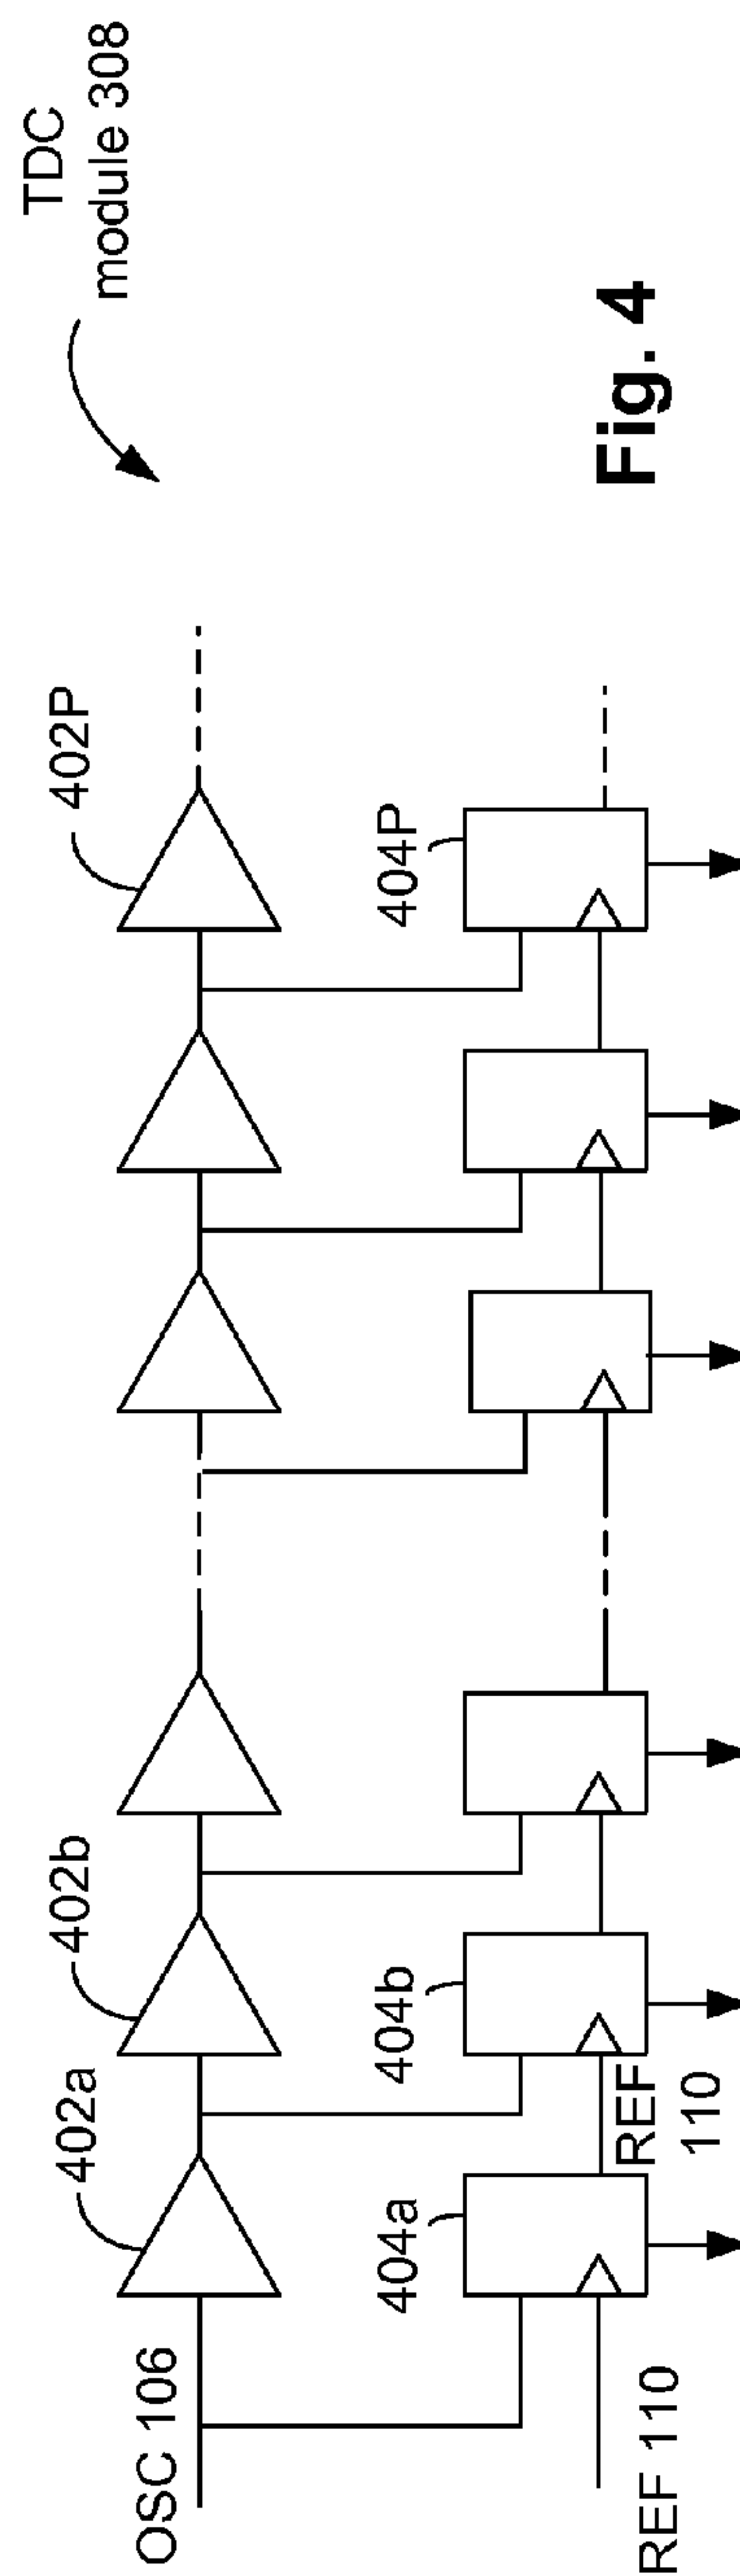 TDC
module 308
402P
404P
402b
404b
402a
404a
OSC 106
REF
110
REF 110
Fig. 4